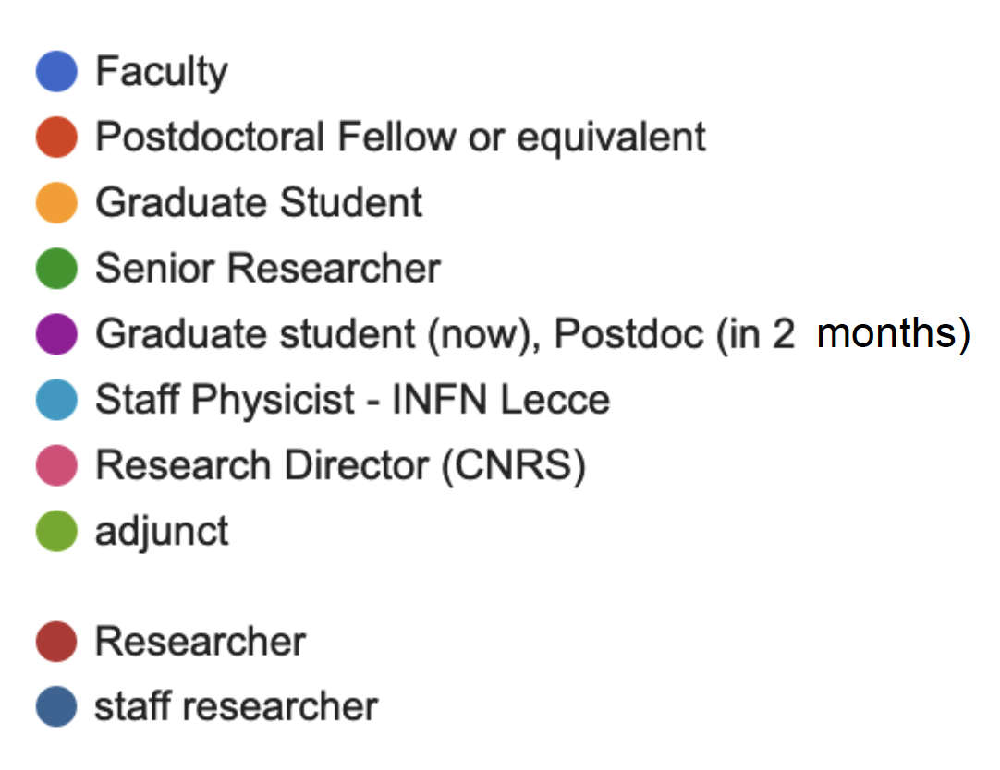 Faculty
Postdoctoral Fellow or equivalent
Graduate Student
Senior Researcher
Graduate student (now), Postdoc (in 2 months)
Staff Physicist - INFN Lecce
Research Director (CNRS)
adjunct
Researcher
staff researcher